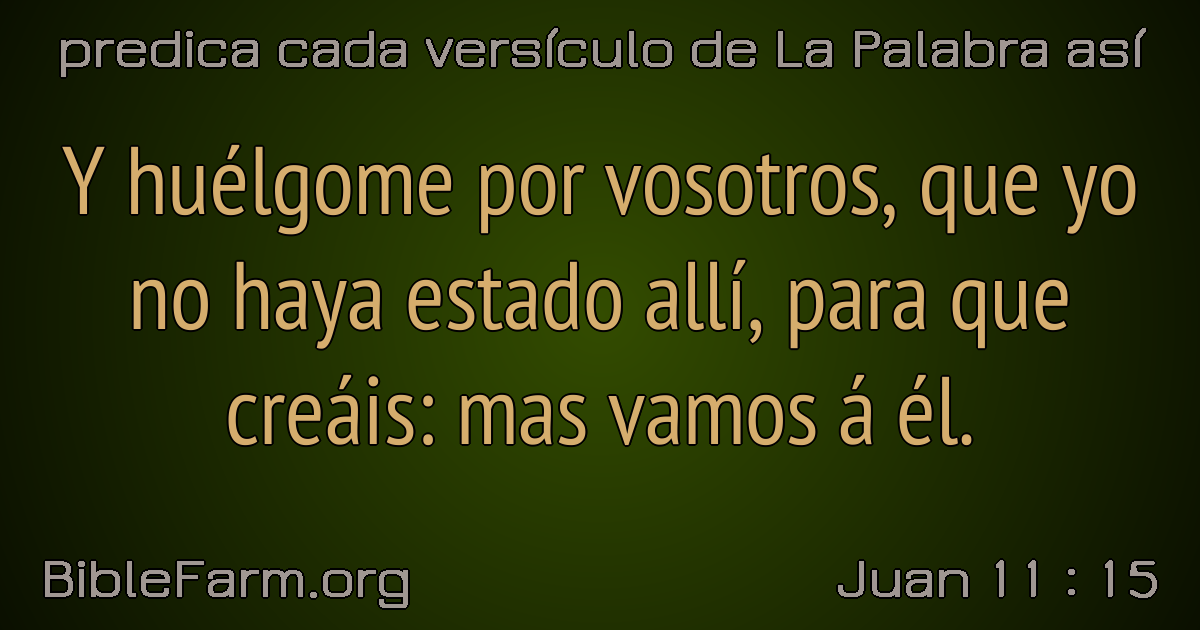 predica cada versículo de La Palabra así
Y huélgome por vosotros, que yo
no haya estado allí, para que
creáis: mas vamos á él.
BibleFarm.org
Juan 11 : 15